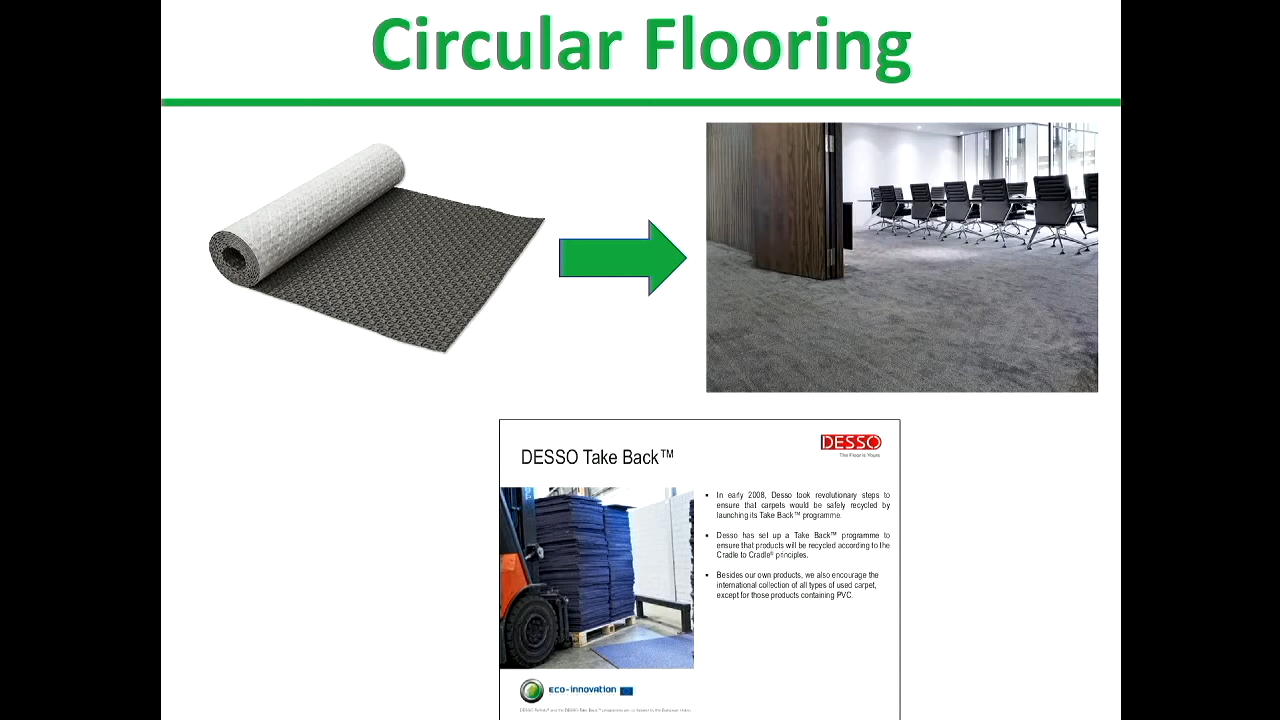 Circular Flooring
DESSO
The Floor is Yours
DESSO Take Back™
▪ In early 2008, Desso took revolutionary steps to
ensure that carpets would be safely recycled by
launching its Take Back™ programme.
▪ Desso has set up a Take Back™ programme to
ensure that products will be recycled according to the
Cradle to Cradle® principles.
▪ Besides our own products, we also encourage the
international collection of all types of used carpet,
except for those products containing PVC.
eco-innovation